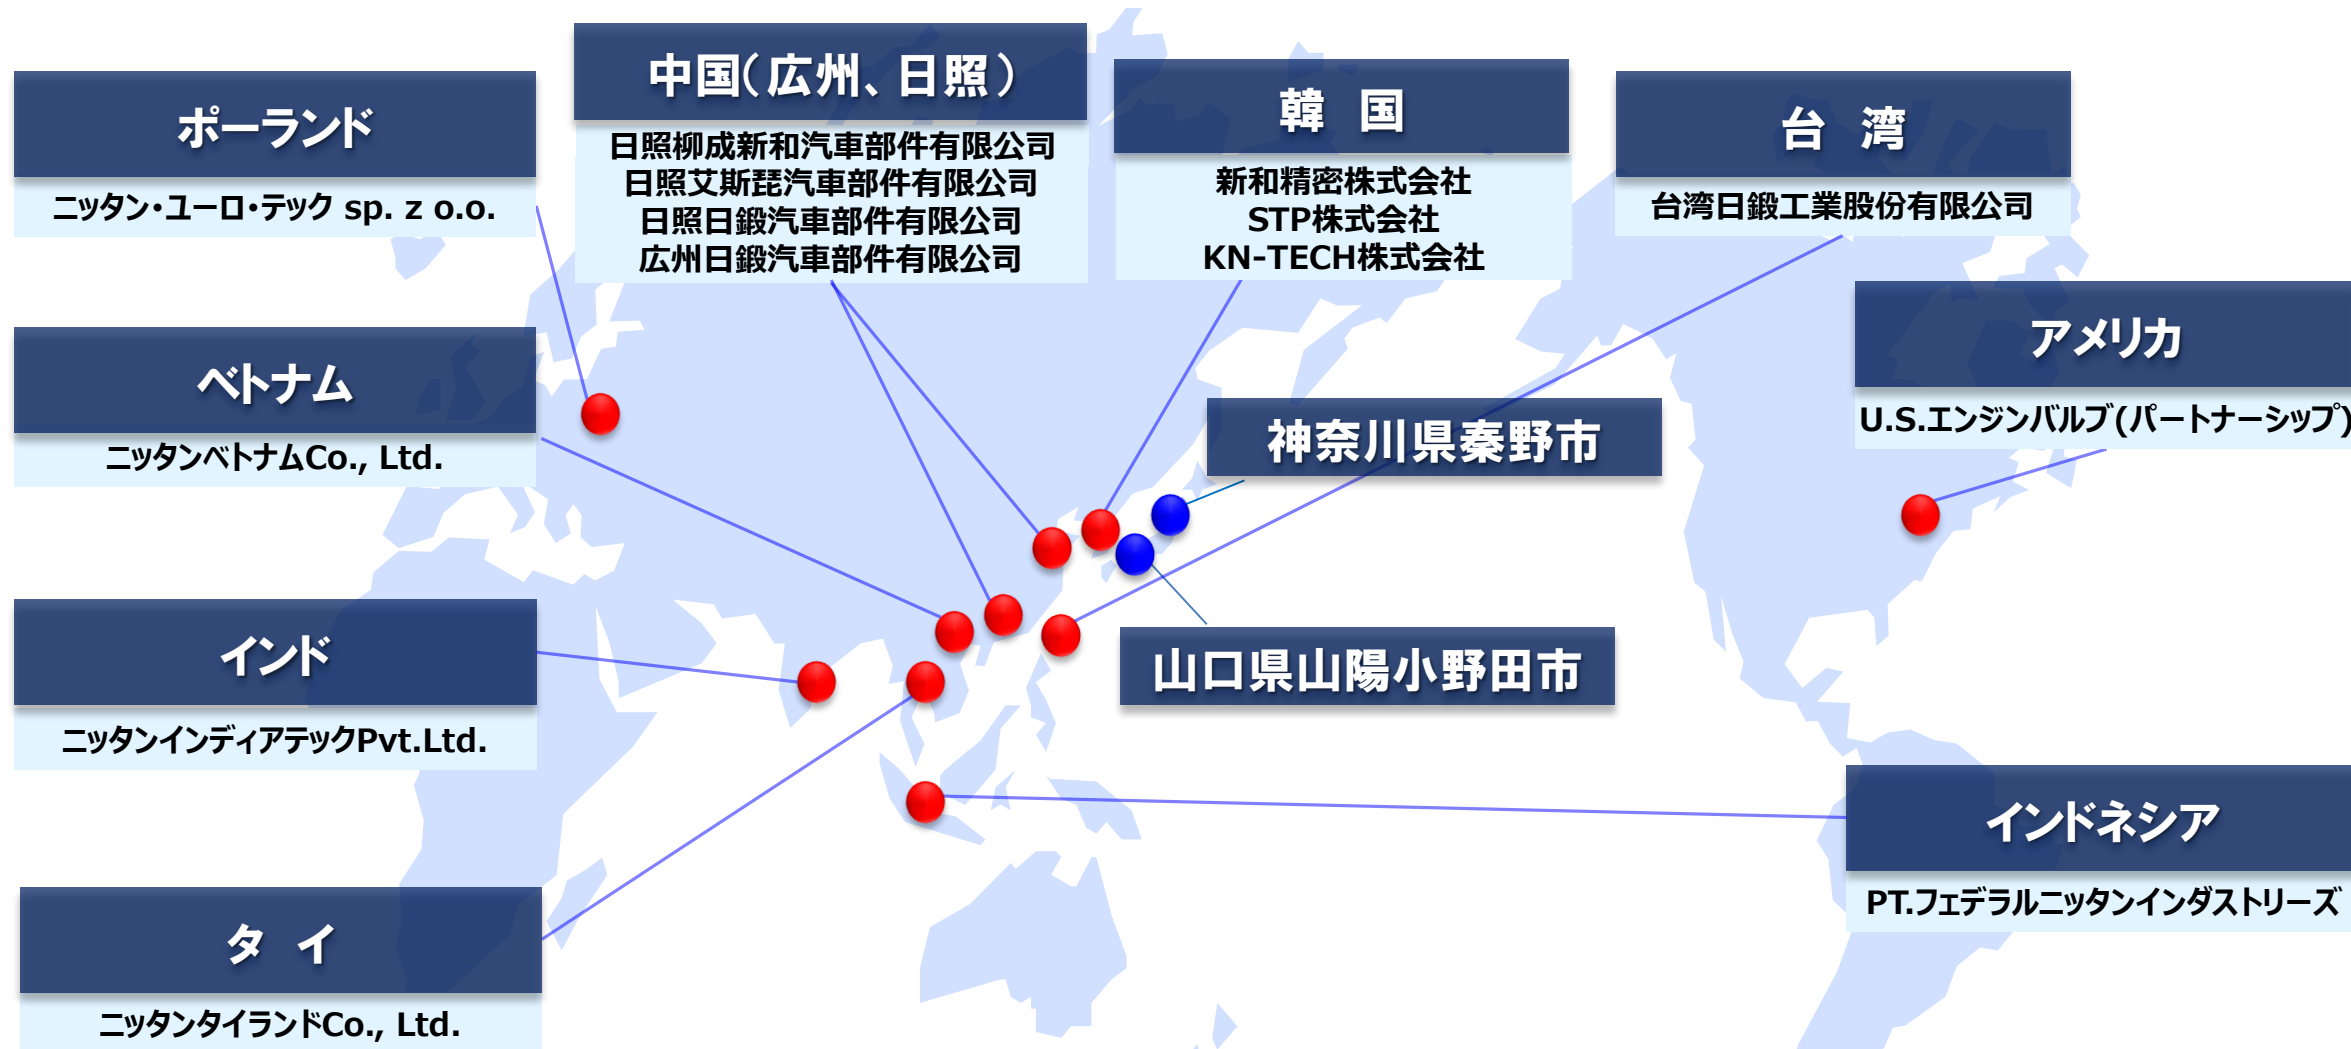 ポーランド
ニッタン・ユーロ・テック sp. z o.o.
中国（広州、日照）
日照柳成新和汽車部件有限公司
日照艾斯琵汽車部件有限公司
日照日鍛汽車部件有限公司
広州日鍛汽車部件有限公司
韓　国
新和精密株式会社
STP株式会社
KN-TECH株式会社
台　湾
台湾日鍛工業股份有限公司
アメリカ
U.S.エンジンバルブ(パートナーシップ)
ベトナム
ニッタンベトナムCo., Ltd.
神奈川県秦野市
山口県山陽小野田市
インド
ニッタンインディアテックPvt.Ltd.
インドネシア
PT.フェデラルニッタンインダストリーズ
タ　イ
ニッタンタイランドCo., Ltd.